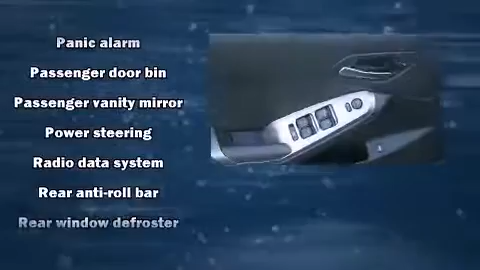 Panic alarm
Passenger door bin
Passenger vanity mirror
Power steering
Radio data system
Rear anti-roll bar
Rear window defroster